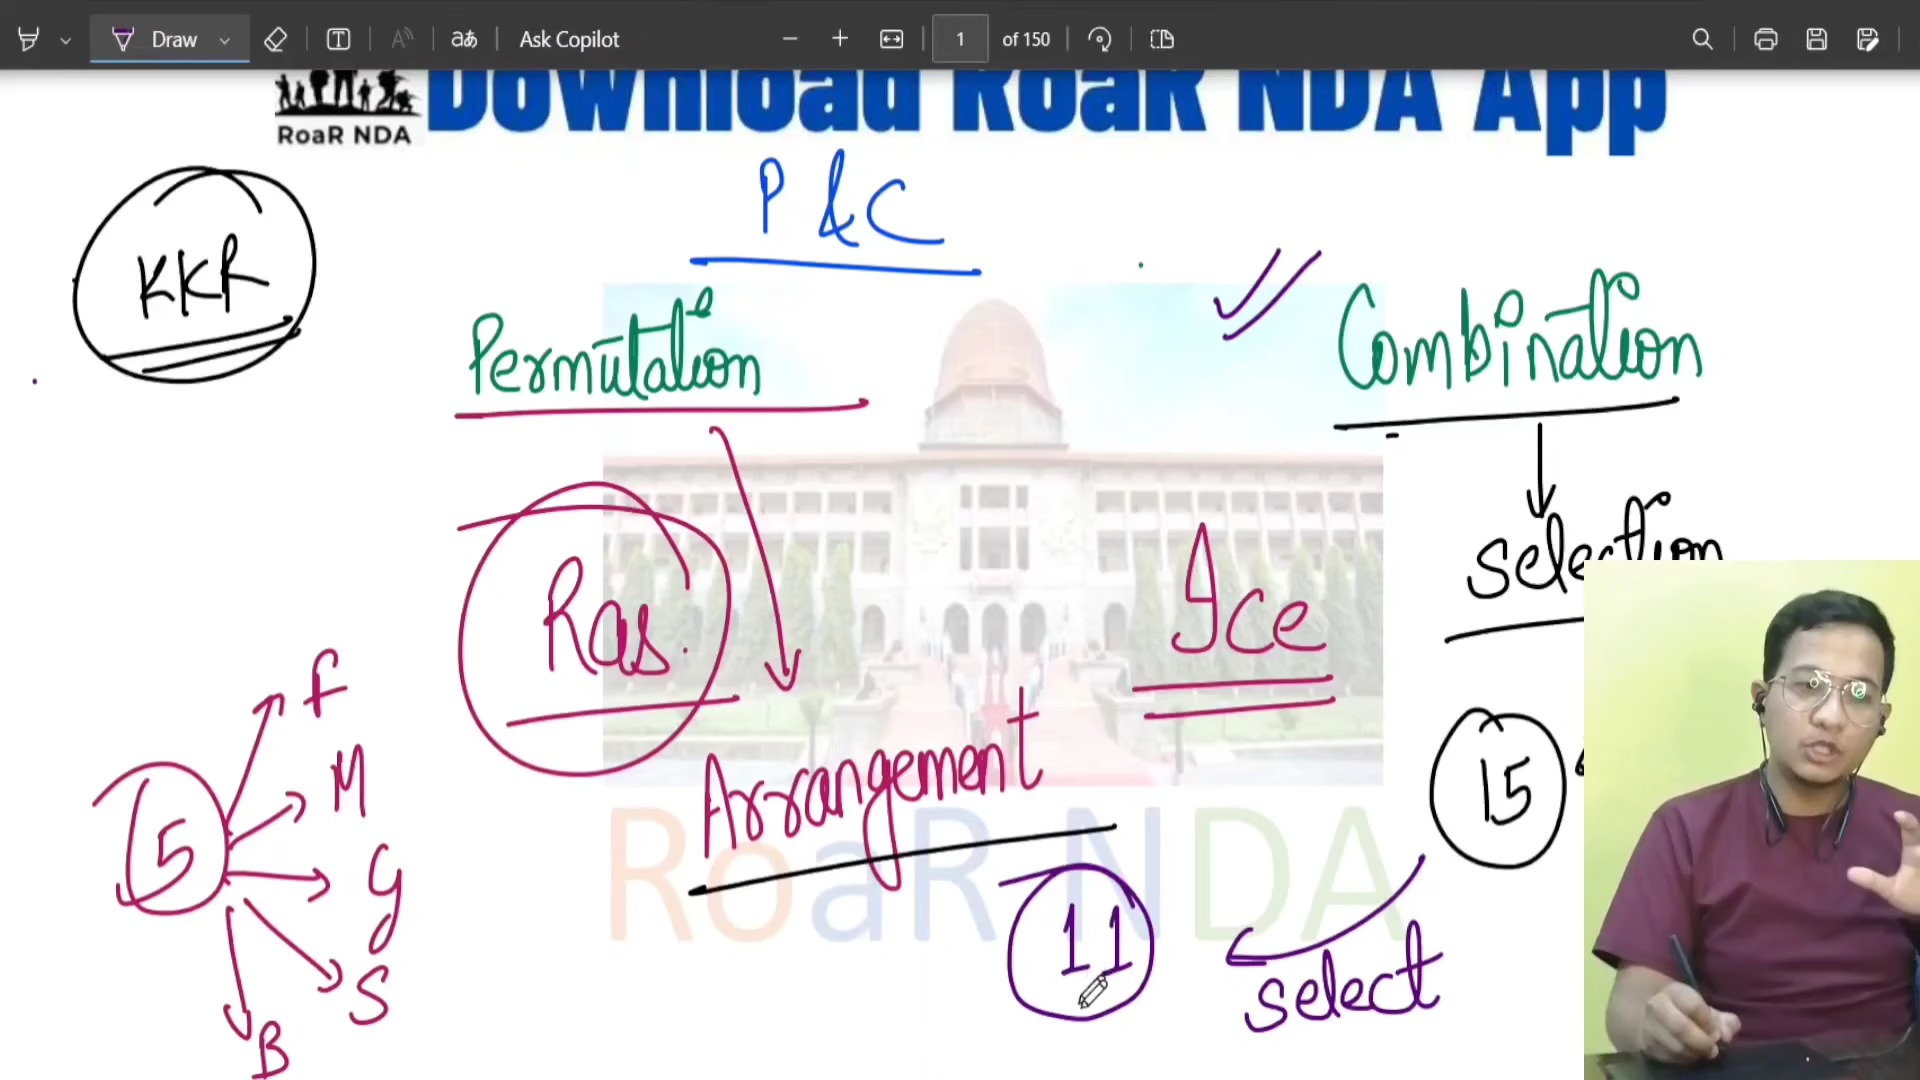 Draw
Ask Copilot
1 of 150
Download RoaR NDA App
RoaR NDA
P & C
KKR
Permutation
Combination
selection
Ras.
Ice
Arrangement
15
5
F
M
G
S
B
11
select
RoaR NDA